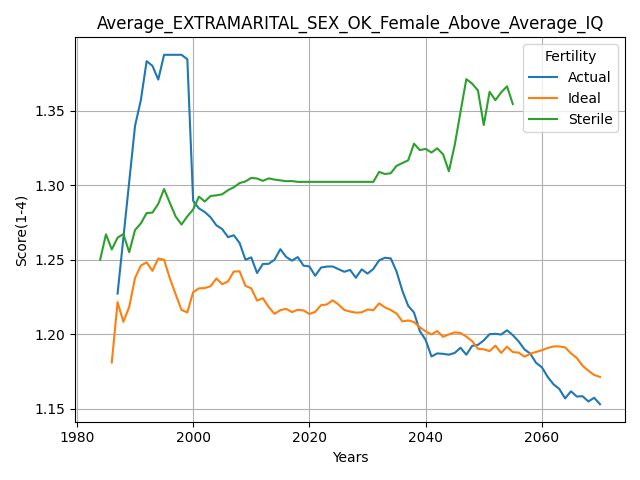 Average_EXTRAMARITAL_SEX_OK_Female_Above_Average_IQ
Fertility
Actual
Ideal
Sterile
Score(1-4)
1.35
1.30
1.25
1.20
1.15
1980
2000
2020
2040
2060
Years